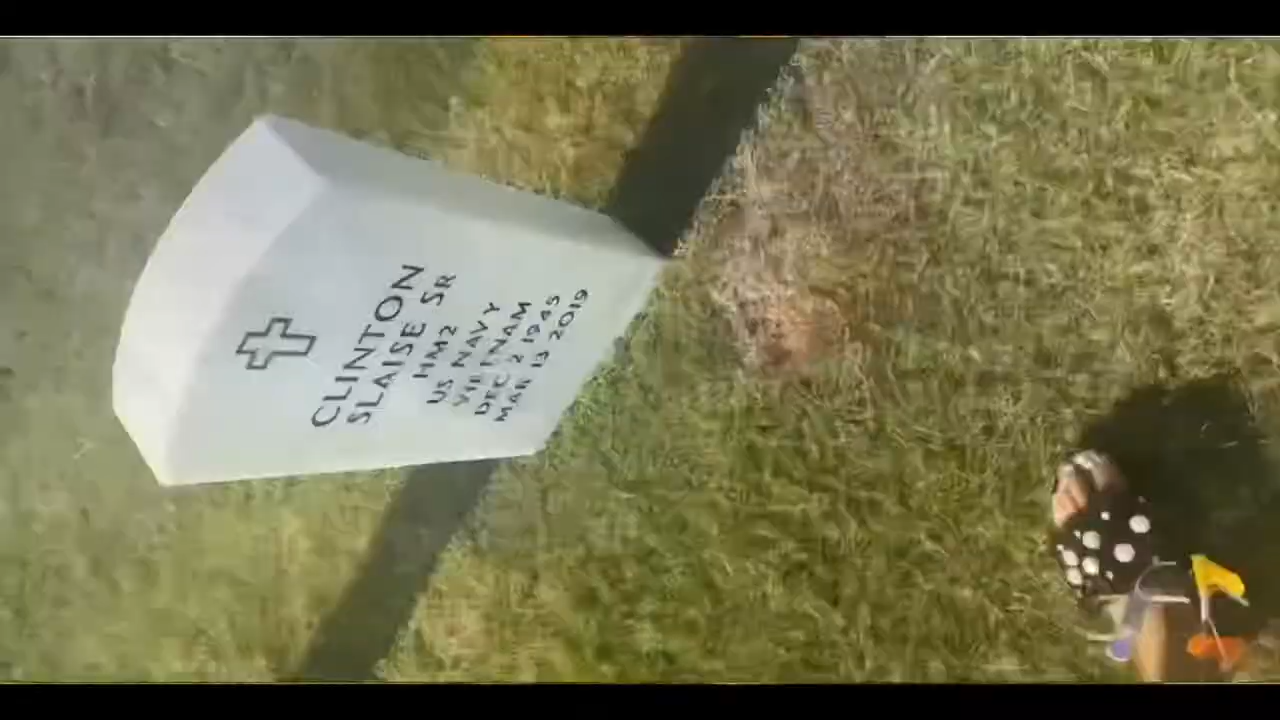 CLINTON
SLAISE SR
HM2
US NAVY
VIETNAM
DEC 2 1945
MAR 13 2019